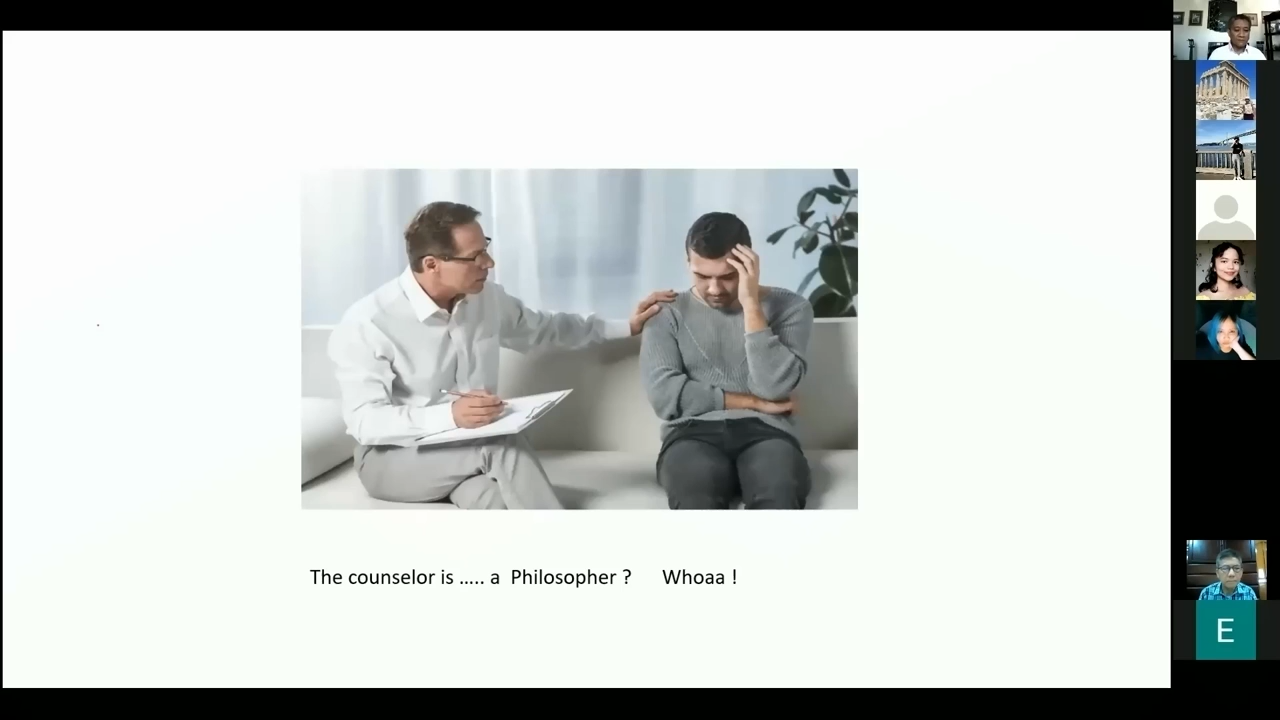 The counselor is ..... a Philosopher ? Whoaa !
E